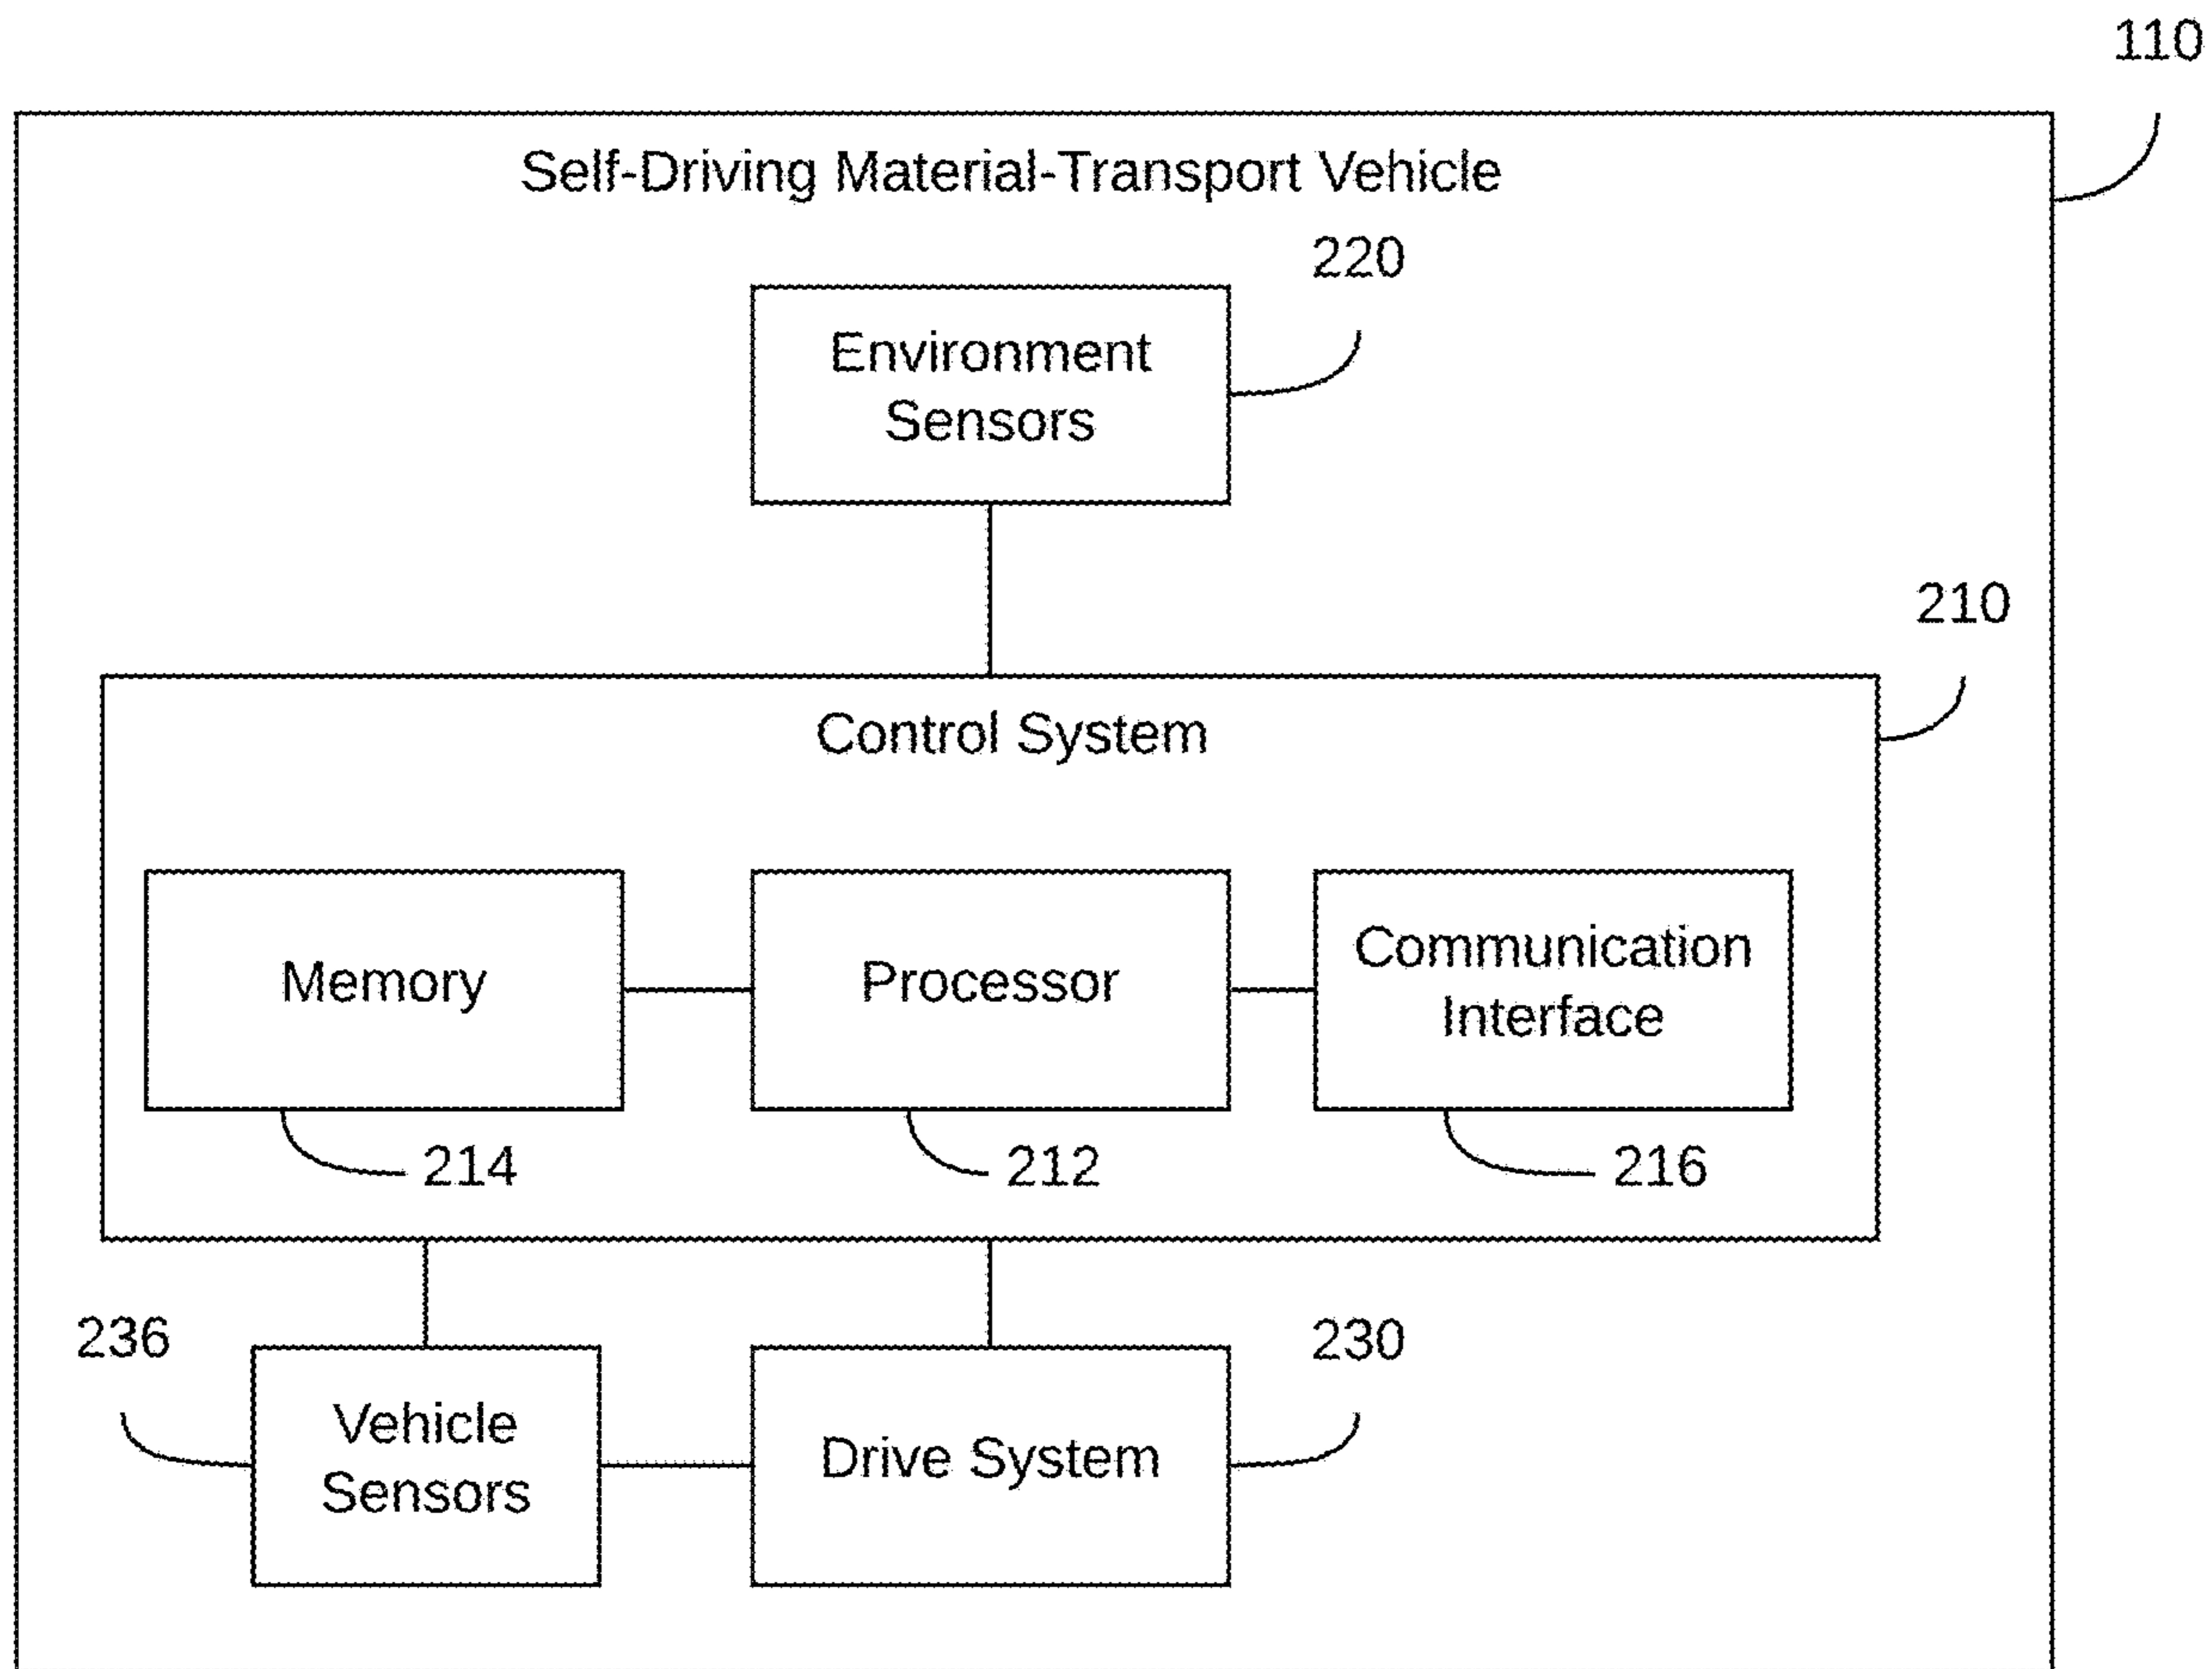 110
Self-Driving Material-Transport Vehicle
220
Environment
Sensors
210
Control System
Memory
Processor
Communication
Interface
214
212
216
236
230
Vehicle
Sensors
Drive System